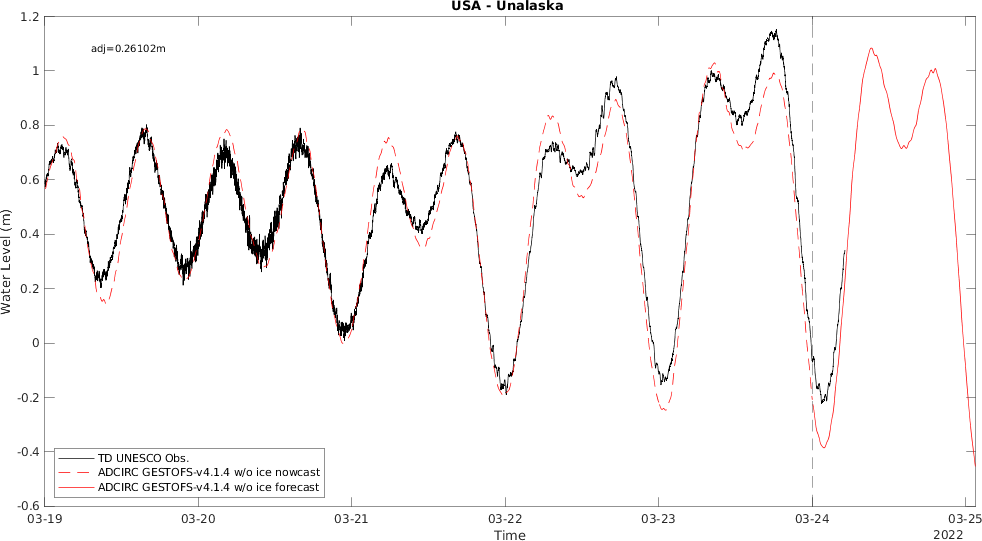 USA - Unalaska
adj=0.26102m
Water Level (m)
1.2
1
0.8
0.6
0.4
0.2
0
-0.2
-0.4
-0.6
TD UNESCO Obs.
ADCIRC GESTOFS-v4.1.4 w/o ice nowcast
ADCIRC GESTOFS-v4.1.4 w/o ice forecast
03-19 03-20 03-21 03-22 03-23 03-24 03-25
Time
2022